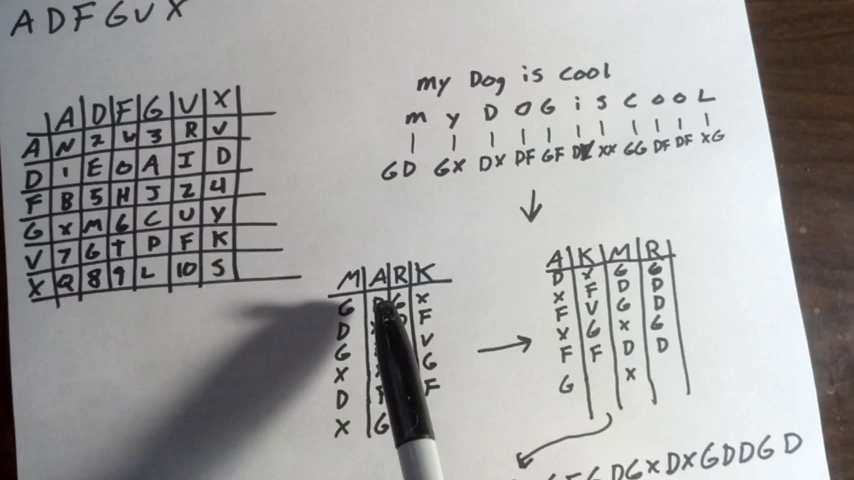 ADFGVX
A D F G V X
A N 2 W 3 R V
D 1 E O A I D
F B 5 H J Z 4
G X M 6 C U Y
V 7 G T P F K
X Q 8 9 L 10 S
my Dog is cool
m y D O G i S C O O L
GD GX DX DF GF XX GG DF DF XG
M A R K
G D G X
D X D F
G V
X G
D F F
X G
A K M R
D X G G
X F D D
F V G D
X G X G
F F D D
G X
DGXDXGDDGD